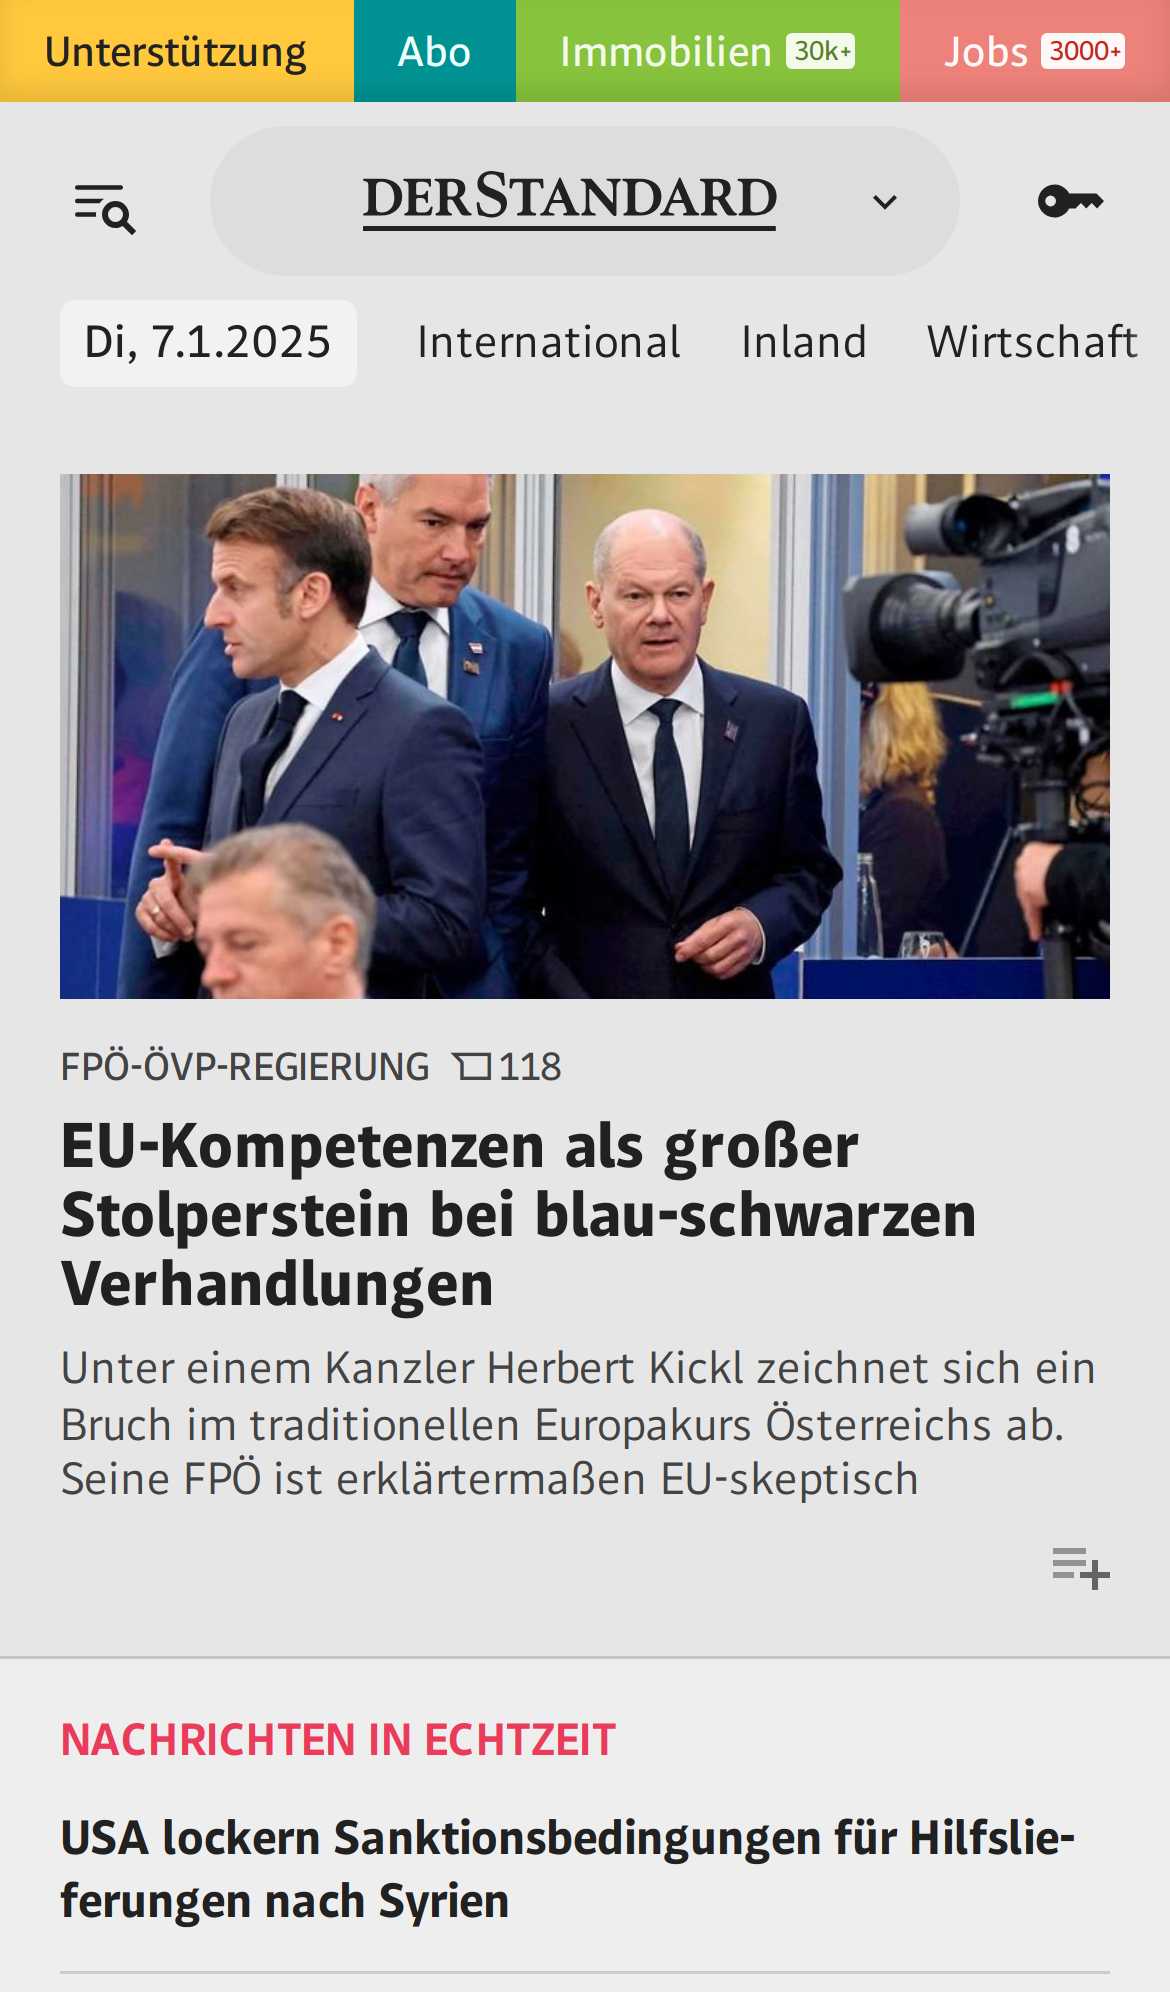 Unterstützung Abo Immobilien 30k+ Jobs 3000+
DERSTANDARD
Di, 7.1.2025 International Inland Wirtschaft
FPÖ-ÖVP-REGIERUNG 118
EU-Kompetenzen als großer
Stolperstein bei blau-schwarzen
Verhandlungen
Unter einem Kanzler Herbert Kickl zeichnet sich ein
Bruch im traditionellen Europakurs Österreichs ab.
Seine FPÖ ist erklärtermaßen EU-skeptisch
NACHRICHTEN IN ECHTZEIT
USA lockern Sanktionsbedingungen für Hilfslie-
ferungen nach Syrien